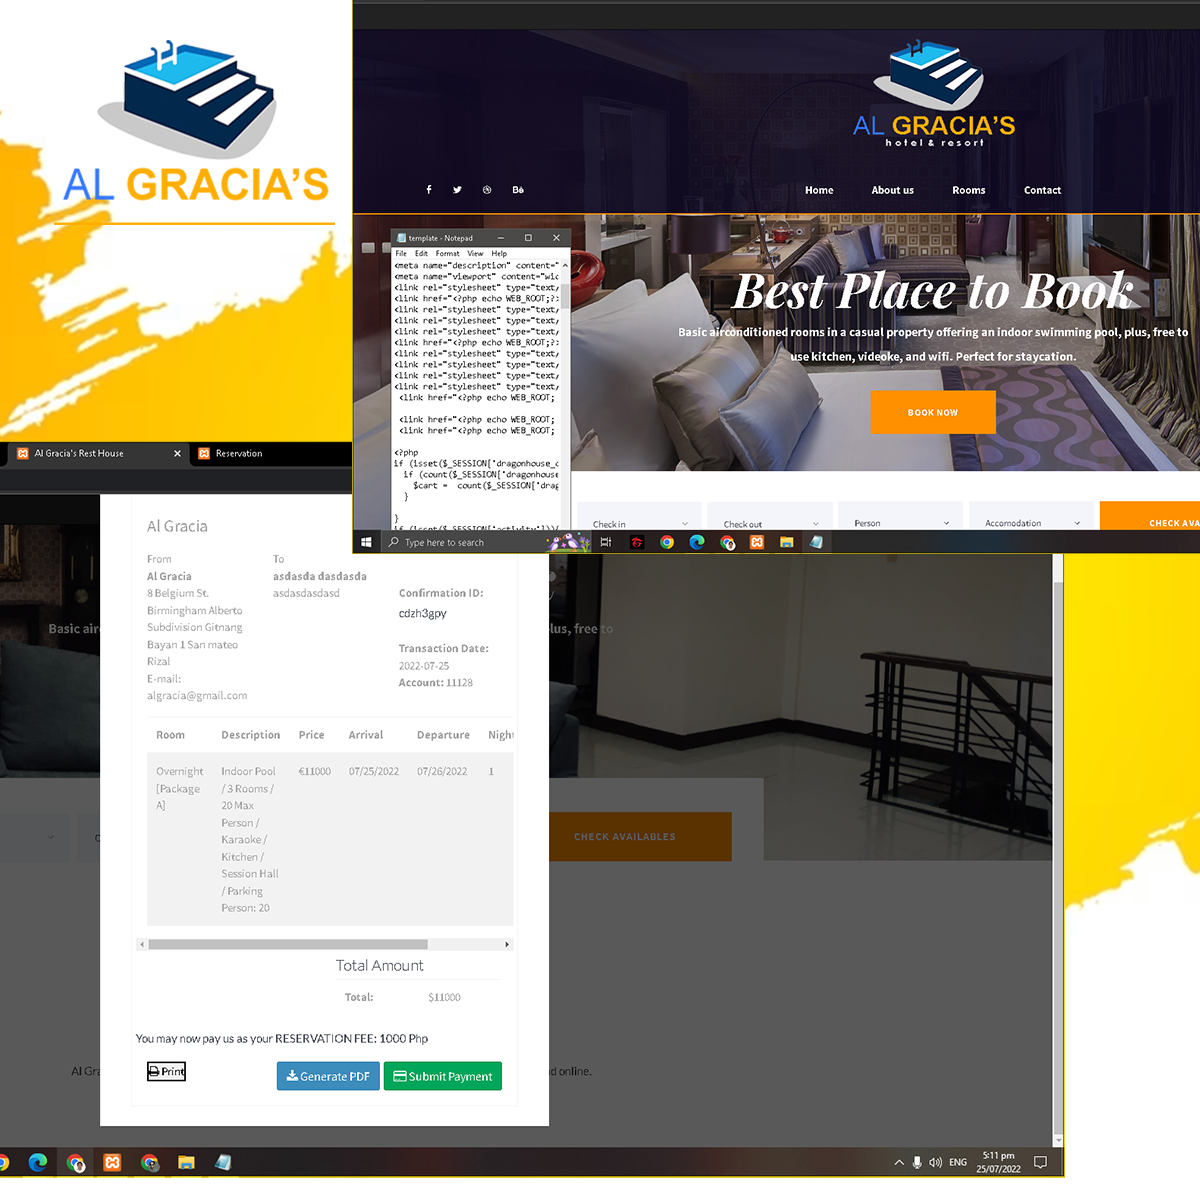 AL GRACIA'S
AL GRACIA'S
hotel & resort
Home
About us
Rooms
Contact
template - Notepad
File Edit Format View Help
<meta name="description" content="
<meta name="viewport" content="wid
<link rel="stylesheet" type="text/
<link href="<?php echo WEB_ROOT;?>
<link rel="stylesheet" type="text/
<link rel="stylesheet" type="text/
<link rel="stylesheet" type="text/
<link href="<?php echo WEB_ROOT;?>
<link rel="stylesheet" type="text/
<link rel="stylesheet" type="text/
<link rel="stylesheet" type="text/
<link rel="stylesheet" type="text/
<link href="<?php echo WEB_ROOT;
<link href="<?php echo WEB_ROOT;
<link href="<?php echo WEB_ROOT;
<?php
if (isset($_SESSION['dragonhouse_c
if (count($_SESSION['dragonhouse
$cart = count($_SESSION['drag
}
}
if (isset($_SESSION['activity'])){
Best Place to Book
Basic airconditioned rooms in a casual property offering an indoor swimming pool, plus, free to
use kitchen, videoke, and wifi. Perfect for staycation.
BOOK NOW
Check in
Check out
Person
Accomodation
CHECK AVA
Type here to search
Al Gracia's Rest House
Reservation
Al Gracia
From
Al Gracia
8 Belgium St.
Birmingham Alberto
Subdivision Gitnang
Bayan 1 San mateo
Rizal
E-mail:
algracia@gmail.com
To
asdasda dasdasda
asdasdasdasd
Confirmation ID:
cdzh3gpy
Transaction Date:
2022-07-25
Account: 11128
Basic air
plus, free to
Room Description Price Arrival Departure Night
Overnight [Package A]
Indoor Pool
/ 3 Rooms /
20 Max
Person /
Karaoke /
Kitchen /
Session Hall
/ Parking
Person: 20
€11000
07/25/2022
07/26/2022
1
CHECK AVAILABLES
Total Amount
Total: $11000
You may now pay us as your RESERVATION FEE: 1000 Php
Print
Generate PDF
Submit Payment
Al Gra
d online.
ENG
5:11 pm
25/07/2022